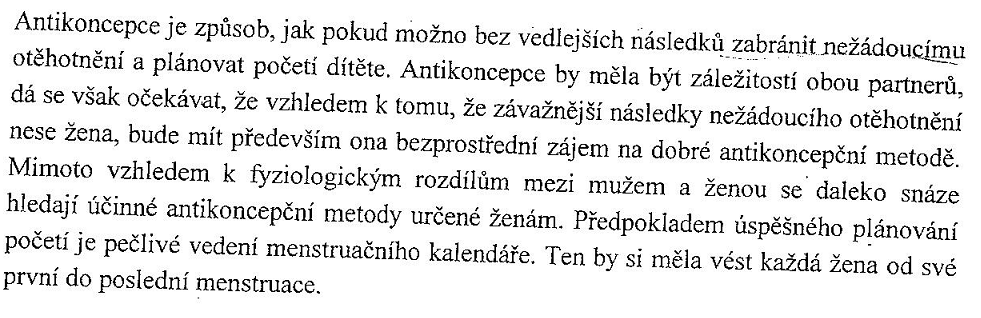 Antikoncepce je způsob, jak pokud možno bez vedlejších následků zabránit nežádoucímu
otěhotnění a plánovat početí dítěte. Antikoncepce by měla být záležitostí obou partnerů,
dá se však očekávat, že vzhledem k tomu, že závažnější následky nežádoucího otěhotnění
nese žena, bude mít především ona bezprostřední zájem na dobré antikoncepční metodě.
Mimoto vzhledem k fyziologickým rozdílům mezi mužem a ženou se daleko snáze
hledají účinné antikoncepční metody určené ženám. Předpokladem úspěšného plánování
početí je pečlivé vedení menstruačního kalendáře. Ten by si měla vést každá žena od své
první do poslední menstruace.